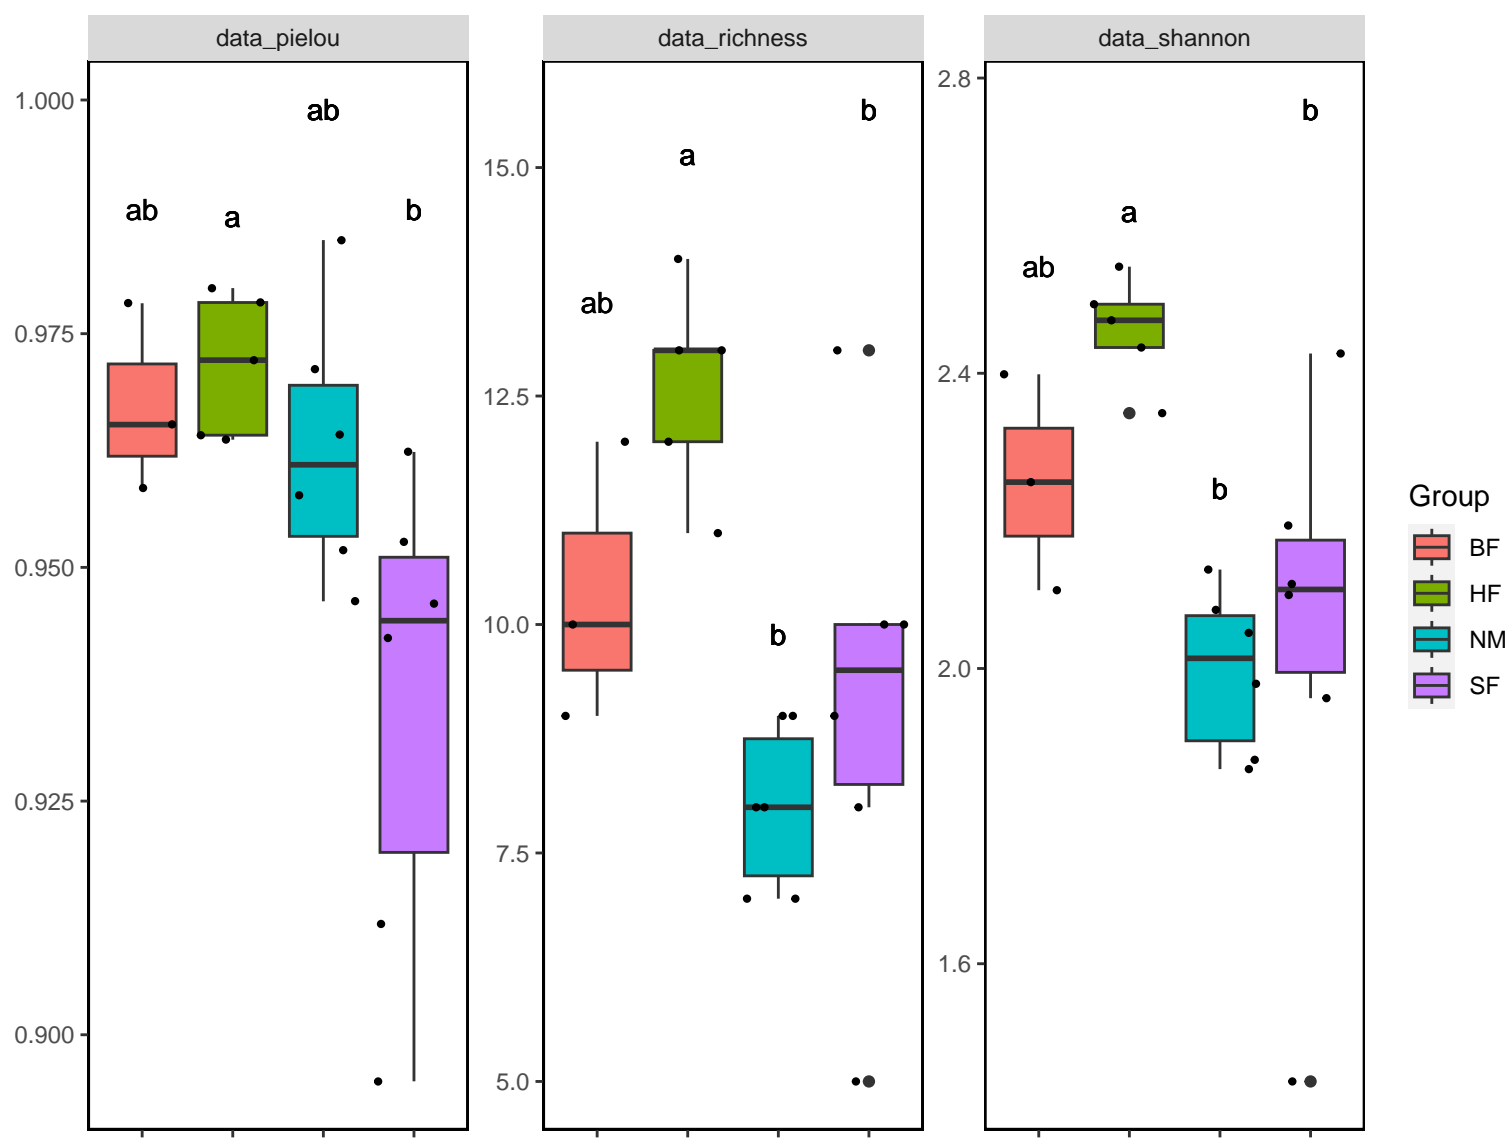 data_pielou
data_richness
data_shannon
1.000
0.975
0.950
0.925
0.900
ab
a
ab
b
15.0
12.5
10.0
7.5
5.0
ab
a
b
b
2.8
2.4
2.0
1.6
ab
a
b
b
Group
BF
HF
NM
SF